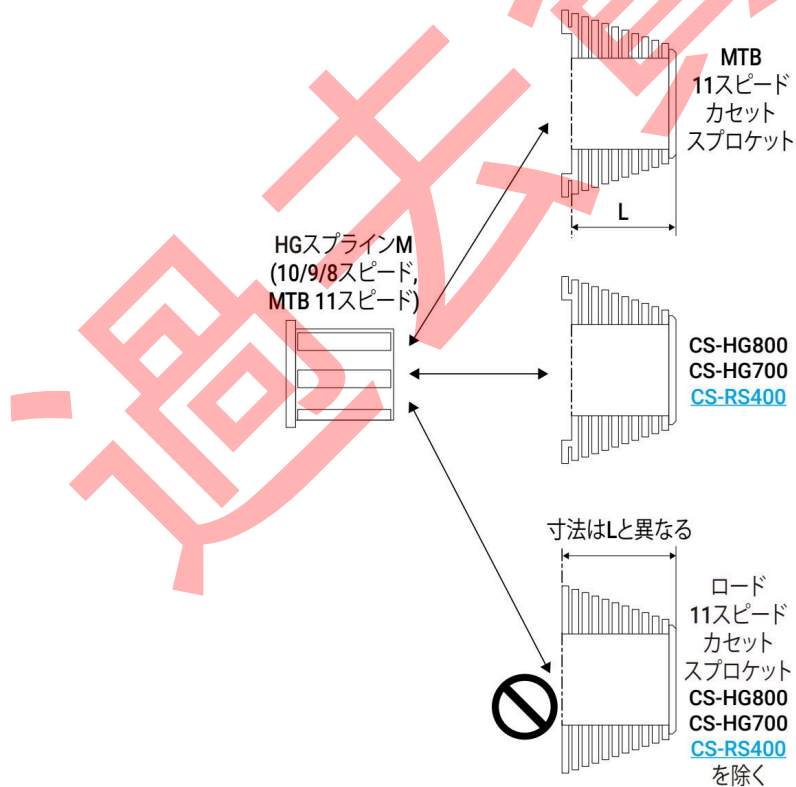 MTB
11スピード
カセット
スプロケット
L
HGスプラインM
(10/9/8スピード,
MTB 11スピード)
CS-HG800
CS-HG700
CS-RS400
寸法はLと異なる
ロード
11スピード
カセット
スプロケット
CS-HG800
CS-HG700
CS-RS400
を除く
過去